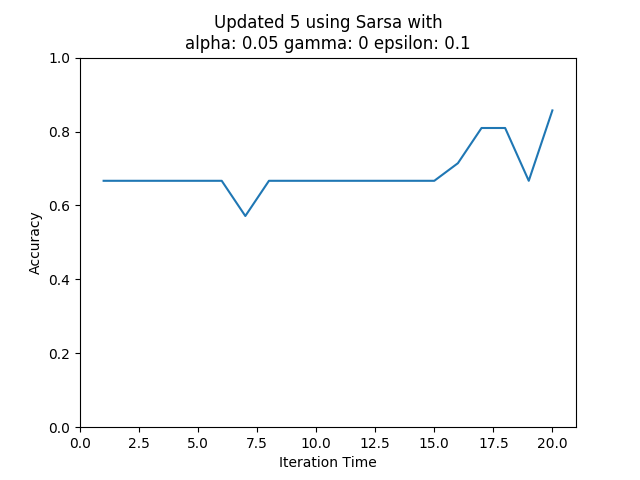 Updated 5 using Sarsa with
alpha: 0.05 gamma: 0 epsilon: 0.1
1.0
0.8
0.6
0.4
0.2
0.0
Accuracy
0.0 2.5 5.0 7.5 10.0 12.5 15.0 17.5 20.0
Iteration Time